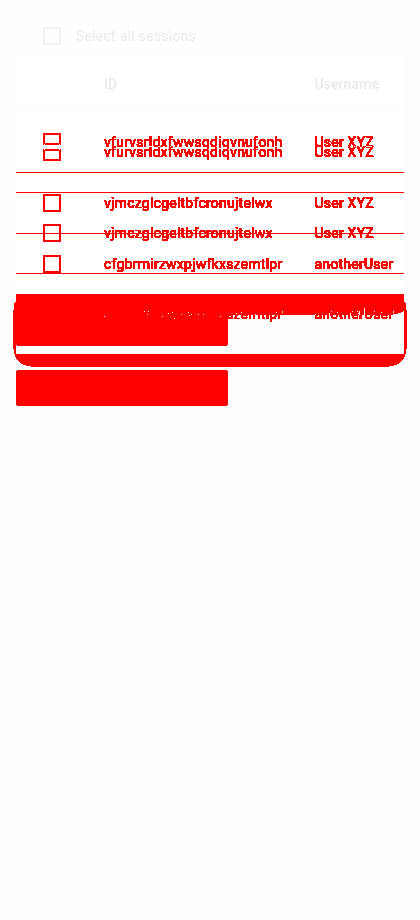 Select all sessions
ID Username
vfurvsrldxfwwsqdiqvnufonh User XYZ
vfurvsrldxfwwsqdiqvnufonh User XYZ
vjmczglcgeltbfcronujtelwx User XYZ
vjmczglcgeltbfcronujtelwx User XYZ
cfgbrmirzwxpjwfkxszemtlpr anotherUser
anotherUser